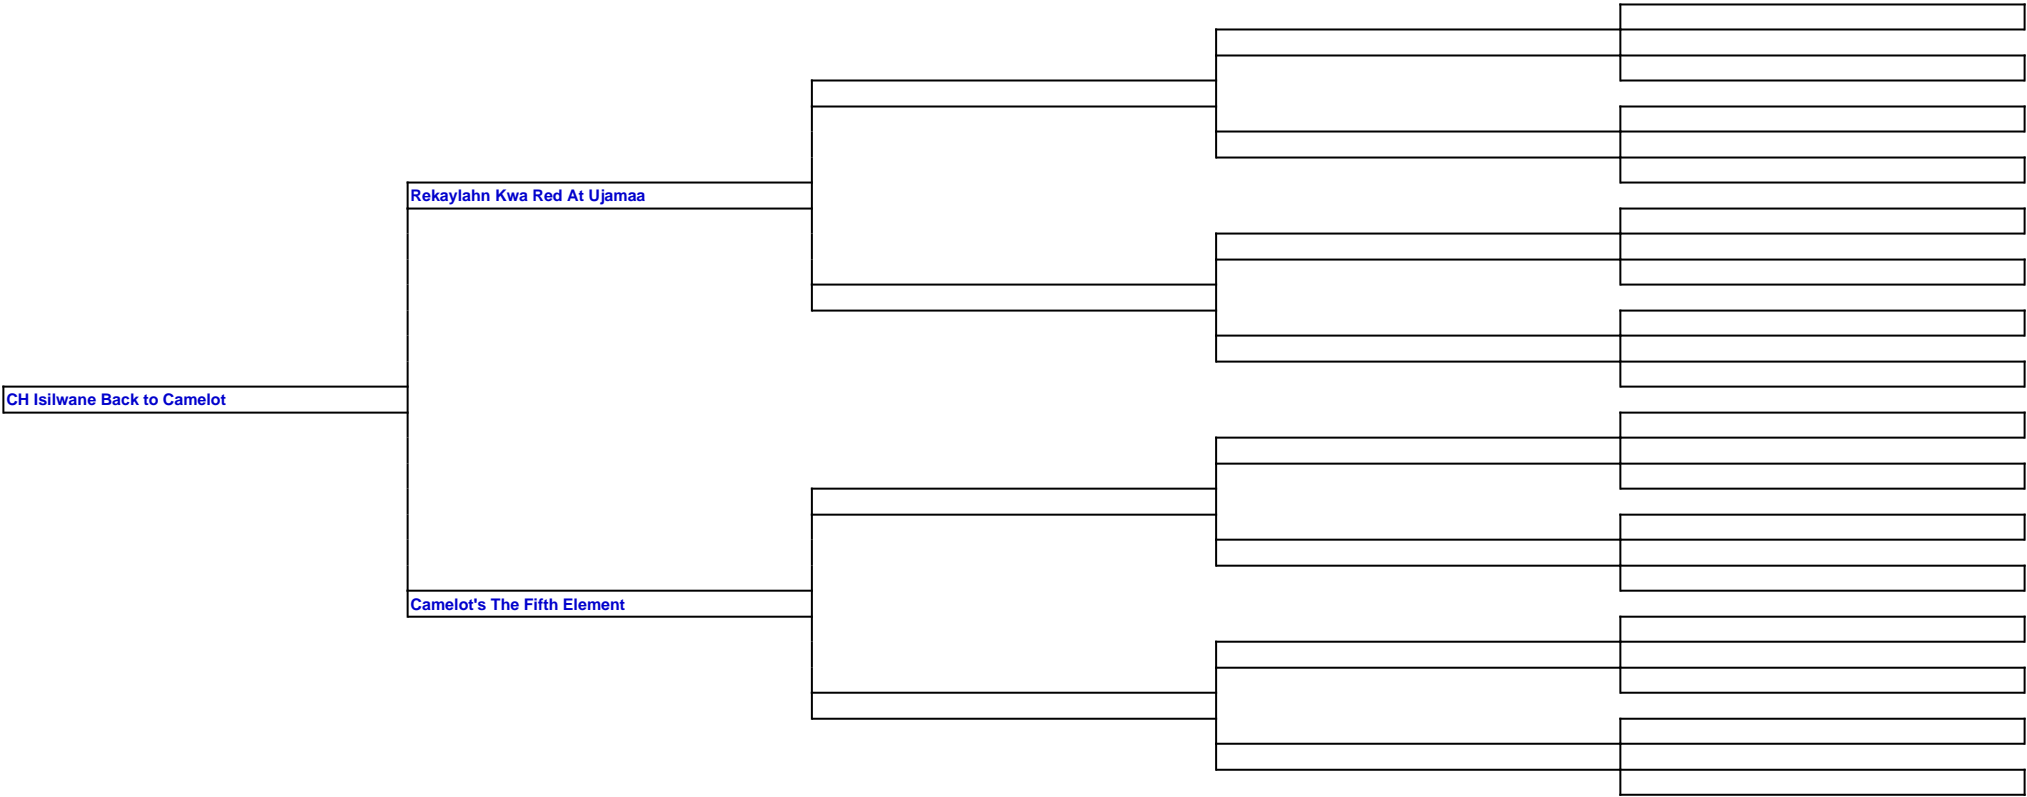 Rekaylahn Kwa Red At Ujamaa
CH Isilwane Back to Camelot
Camelot's The Fifth Element